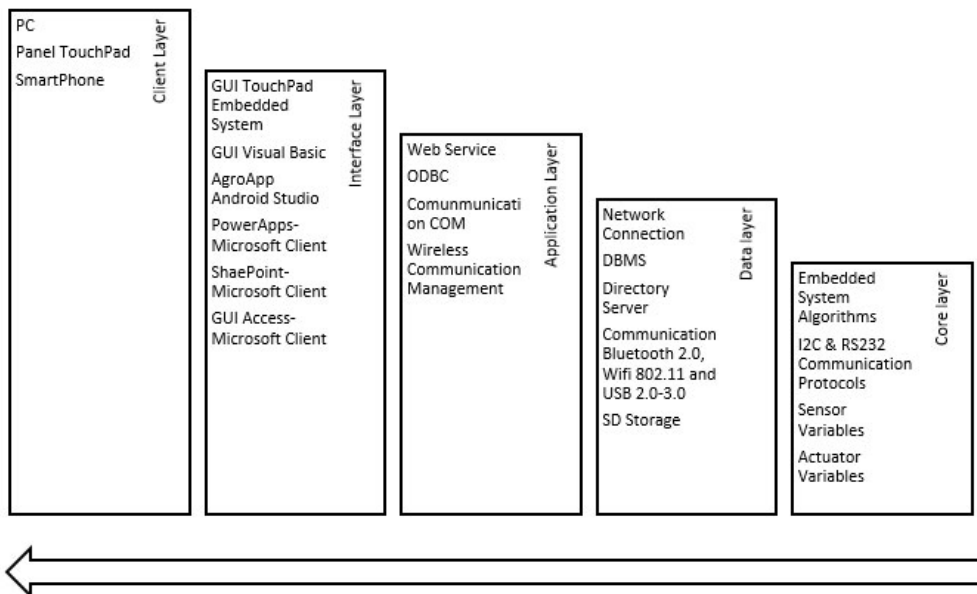 PC
Panel TouchPad
SmartPhone
Client Layer
GUI TouchPad
Embedded
System
GUI Visual Basic
AgroApp
Android Studio
PowerApps-
Microsoft Client
ShaePoint-
Microsoft Client
GUI Access-
Microsoft Client
Interface Layer
Web Service
ODBC
Comunmunicati
on COM
Wireless
Communication
Management
Application Layer
Network
Connection
DBMS
Directory
Server
Communication
Bluetooth 2.0,
Wifi 802.11 and
USB 2.0-3.0
SD Storage
Data layer
Embedded
System
Algorithms
I2C & RS232
Communication
Protocols
Sensor
Variables
Actuator
Variables
Core layer